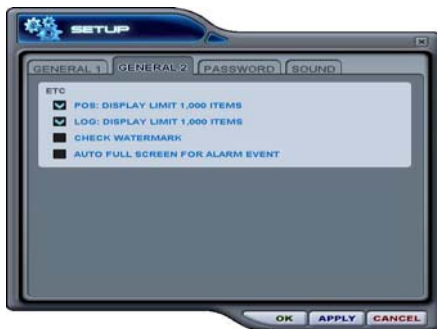 SETUP
GENERAL 1 GENERAL 2 PASSWORD SOUND
ETC
POS: DISPLAY LIMIT 1,000 ITEMS
LOG: DISPLAY LIMIT 1,000 ITEMS
CHECK WATERMARK
AUTO FULL SCREEN FOR ALARM EVENT
OK APPLY CANCEL